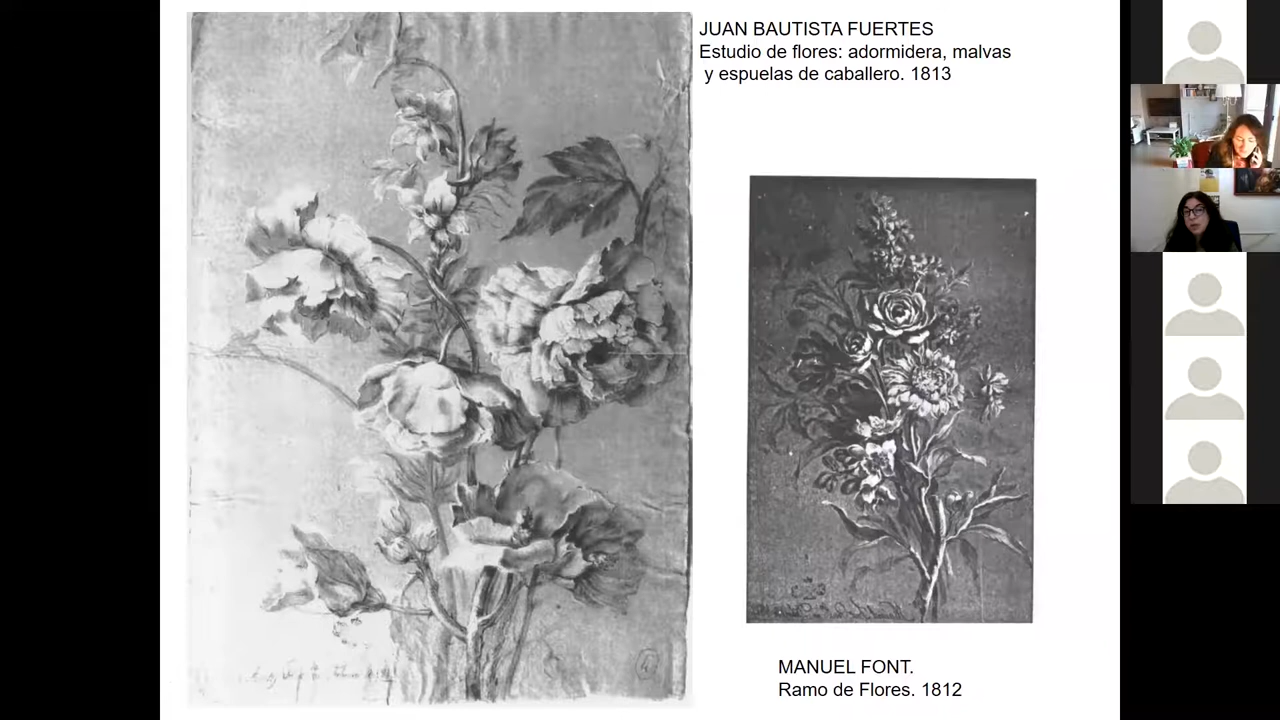 JUAN BAUTISTA FUERTES
Estudio de flores: adormidera, malvas
y espuelas de caballero. 1813
MANUEL FONT.
Ramo de Flores. 1812